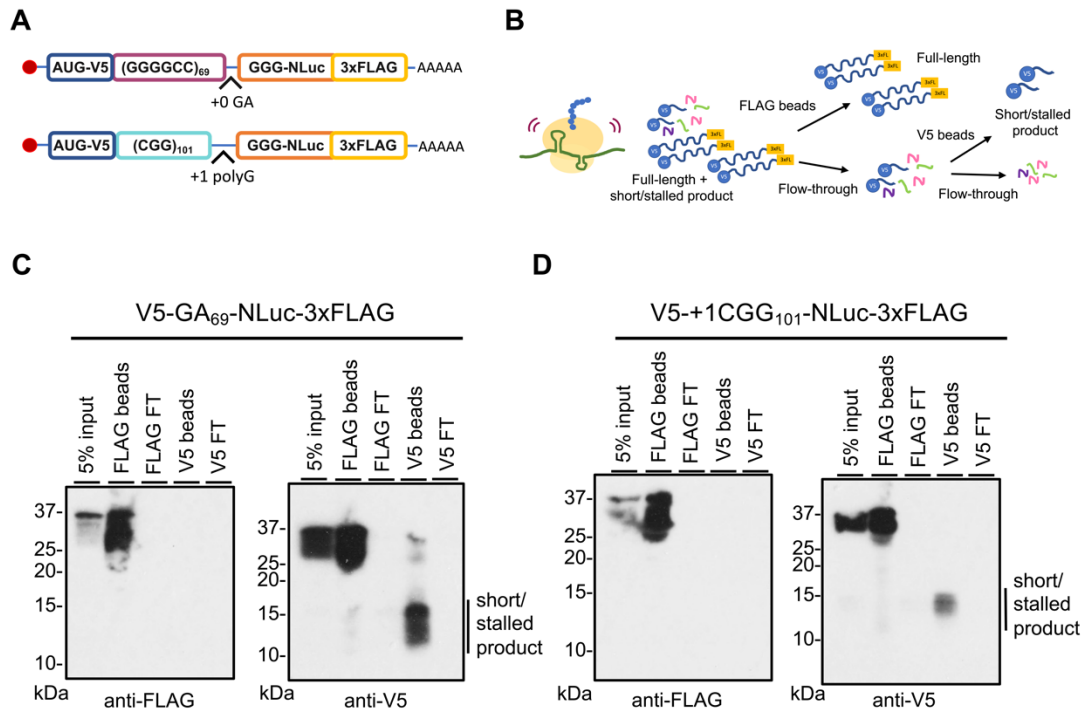 A
AUG-V5 (GGGGCC)69 GGG-NLuc 3xFLAG AAAAA
+0 GA
AUG-V5 (CGG)101 GGG-NLuc 3xFLAG AAAAA
+1 polyG
B
Full-length
FLAG beads
V5 beads
Short/stalled
product
Full-length +
short/stalled product
Flow-through
Flow-through
V5
3xFL
C
V5-GA69-NLuc-3xFLAG
5% input
FLAG beads
FLAG FT
V5 beads
V5 FT
5% input
FLAG beads
FLAG FT
V5 beads
V5 FT
37-
25-
20-
15-
10-
kDa
anti-FLAG
37-
25-
20-
15-
10-
anti-V5
short/
stalled
product
D
V5-+1CGG101-NLuc-3xFLAG
5% input
FLAG beads
FLAG FT
V5 beads
V5 FT
5% input
FLAG beads
FLAG FT
V5 beads
V5 FT
37-
25-
20-
15-
10-
kDa
anti-FLAG
37-
25-
20-
15-
10-
anti-V5
short/
stalled
product